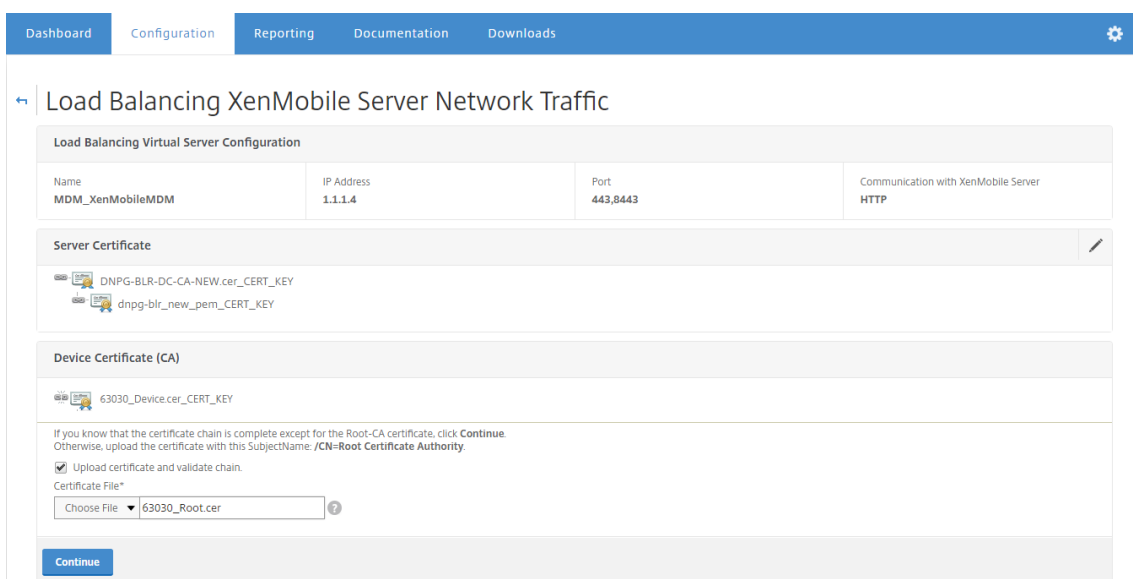 Dashboard Configuration Reporting Documentation Downloads
Load Balancing XenMobile Server Network Traffic
Load Balancing Virtual Server Configuration
Name IP Address Port Communication with XenMobile Server
MDM_XenMobileMDM 1.1.1.4 443,8443 HTTP
Server Certificate
DNPG-BLR-DC-CA-NEW.cer_CERT_KEY
dnpg-blr_new_pem_CERT_KEY
Device Certificate (CA)
63030_Device.cer_CERT_KEY
If you know that the certificate chain is complete except for the Root-CA certificate, click Continue.
Otherwise, upload the certificate with this SubjectName: /CN=Root Certificate Authority.
Upload certificate and validate chain.
Certificate File*
Choose File 63030_Root.cer ?
Continue